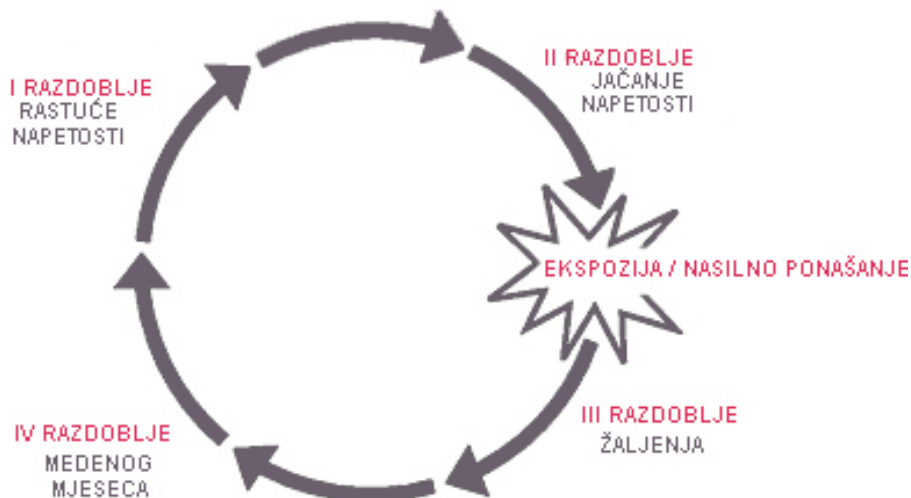 I RAZDOBLJE
RASTUĆE
NAPETOSTI
II RAZDOBLJE
JAČANJE
NAPETOSTI
EKSPOZIJA / NASILNO PONAŠANJE
III RAZDOBLJE
ŽALJENJA
IV RAZDOBLJE
MEDENOG
MJESECA